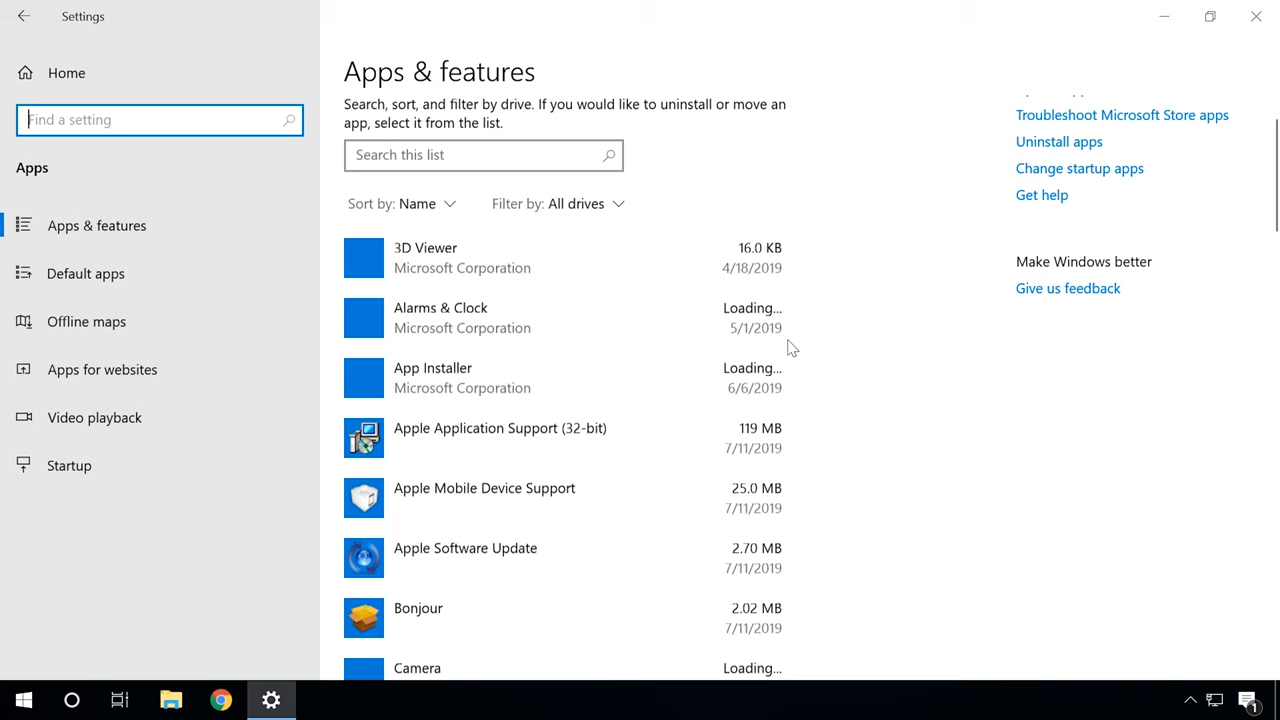 Settings
Home
Find a setting
Apps
Apps & features
Default apps
Offline maps
Apps for websites
Video playback
Startup
Apps & features
Search, sort, and filter by drive. If you would like to uninstall or move an
app, select it from the list.
Search this list
Sort by: Name
Filter by: All drives
3D Viewer
16.0 KB
Microsoft Corporation
4/18/2019
Alarms & Clock
Loading...
Microsoft Corporation
5/1/2019
App Installer
Loading...
Microsoft Corporation
6/6/2019
Apple Application Support (32-bit)
119 MB
7/11/2019
Apple Mobile Device Support
25.0 MB
7/11/2019
Apple Software Update
2.70 MB
7/11/2019
Bonjour
2.02 MB
7/11/2019
Camera
Loading...
Troubleshoot Microsoft Store apps
Uninstall apps
Change startup apps
Get help
Make Windows better
Give us feedback
1